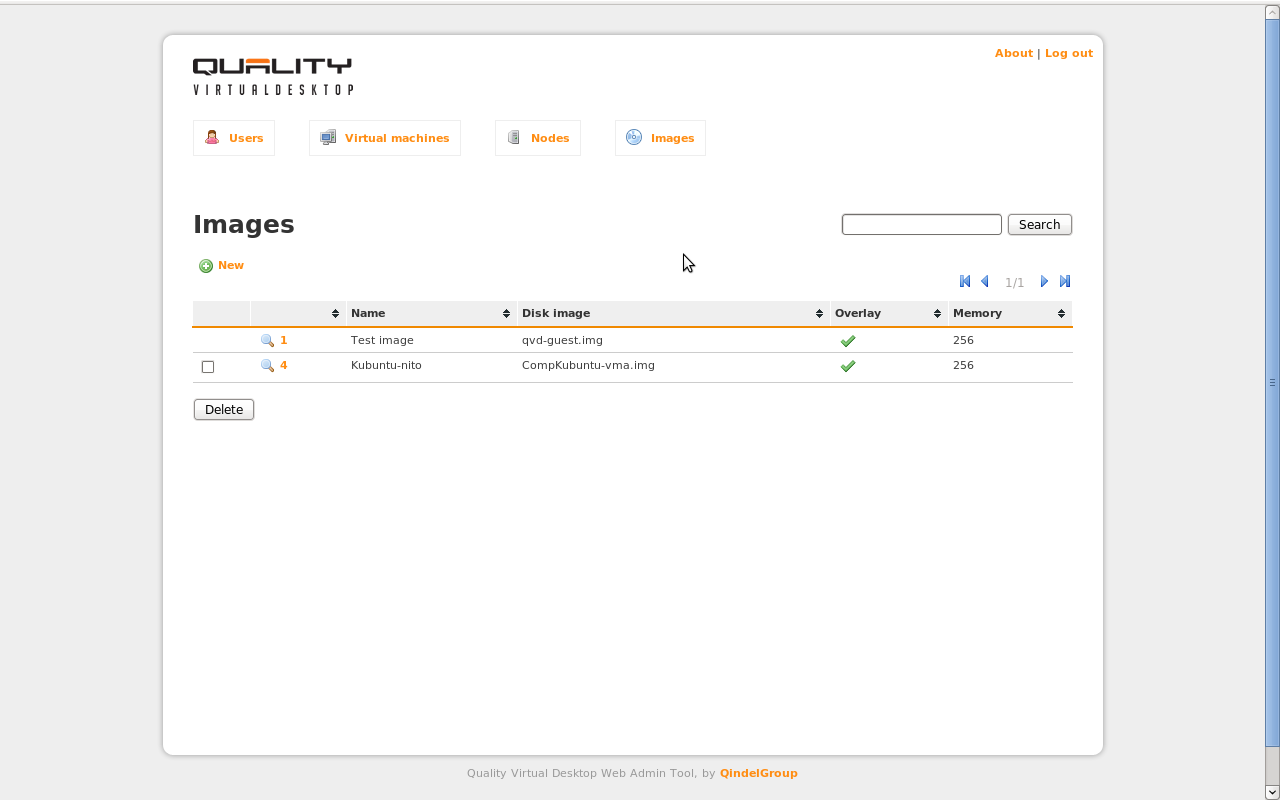 About | Log out
QUALITY
VIRTUALDESKTOP
Users
Virtual machines
Nodes
Images
Images
Search
New
1/1
Name
Disk image
Overlay
Memory
1 Test image qvd-guest.img 256
4 Kubuntu-nito CompKubuntu-vma.img 256
Delete
Quality Virtual Desktop Web Admin Tool, by QindelGroup